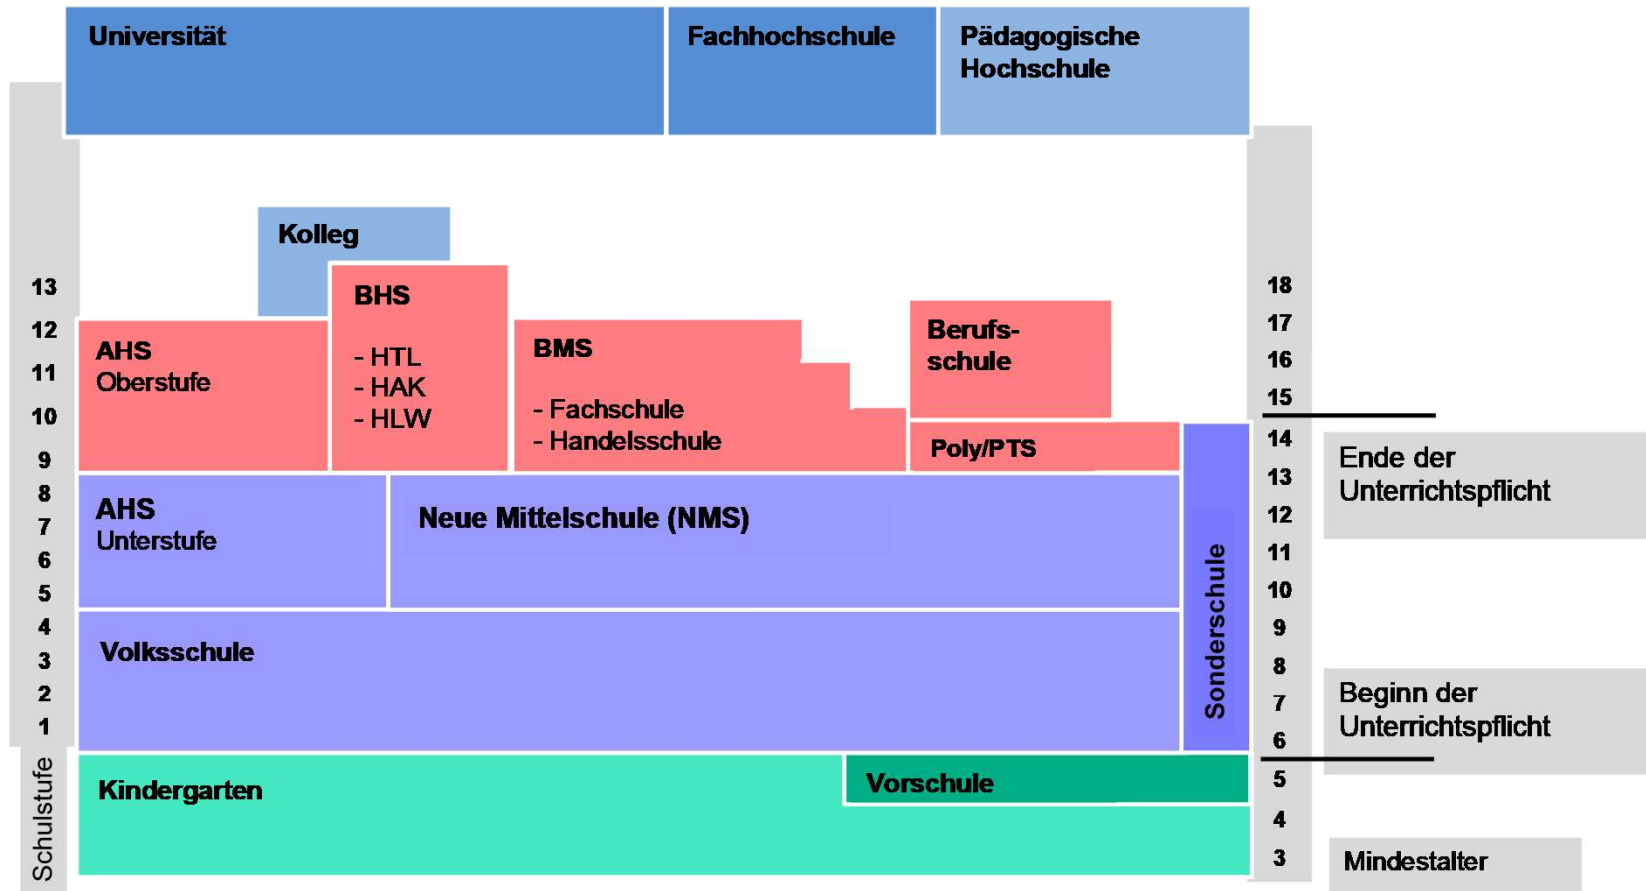 Universität
Fachhochschule
Pädagogische
Hochschule
Kolleg
BHS
- HTL
- HAK
- HLW
AHS
Oberstufe
BMS
- Fachschule
- Handelsschule
Berufs-
schule
Poly/PTS
AHS
Unterstufe
Neue Mittelschule (NMS)
Volksschule
Sonderschule
Kindergarten
Vorschule
13
12
11
10
9
8
7
6
5
4
3
2
1
Schulstufe
18
17
16
15
14
13
12
11
10
9
8
7
6
5
4
3
Ende der
Unterrichtspflicht
Beginn der
Unterrichtspflicht
Mindestalter